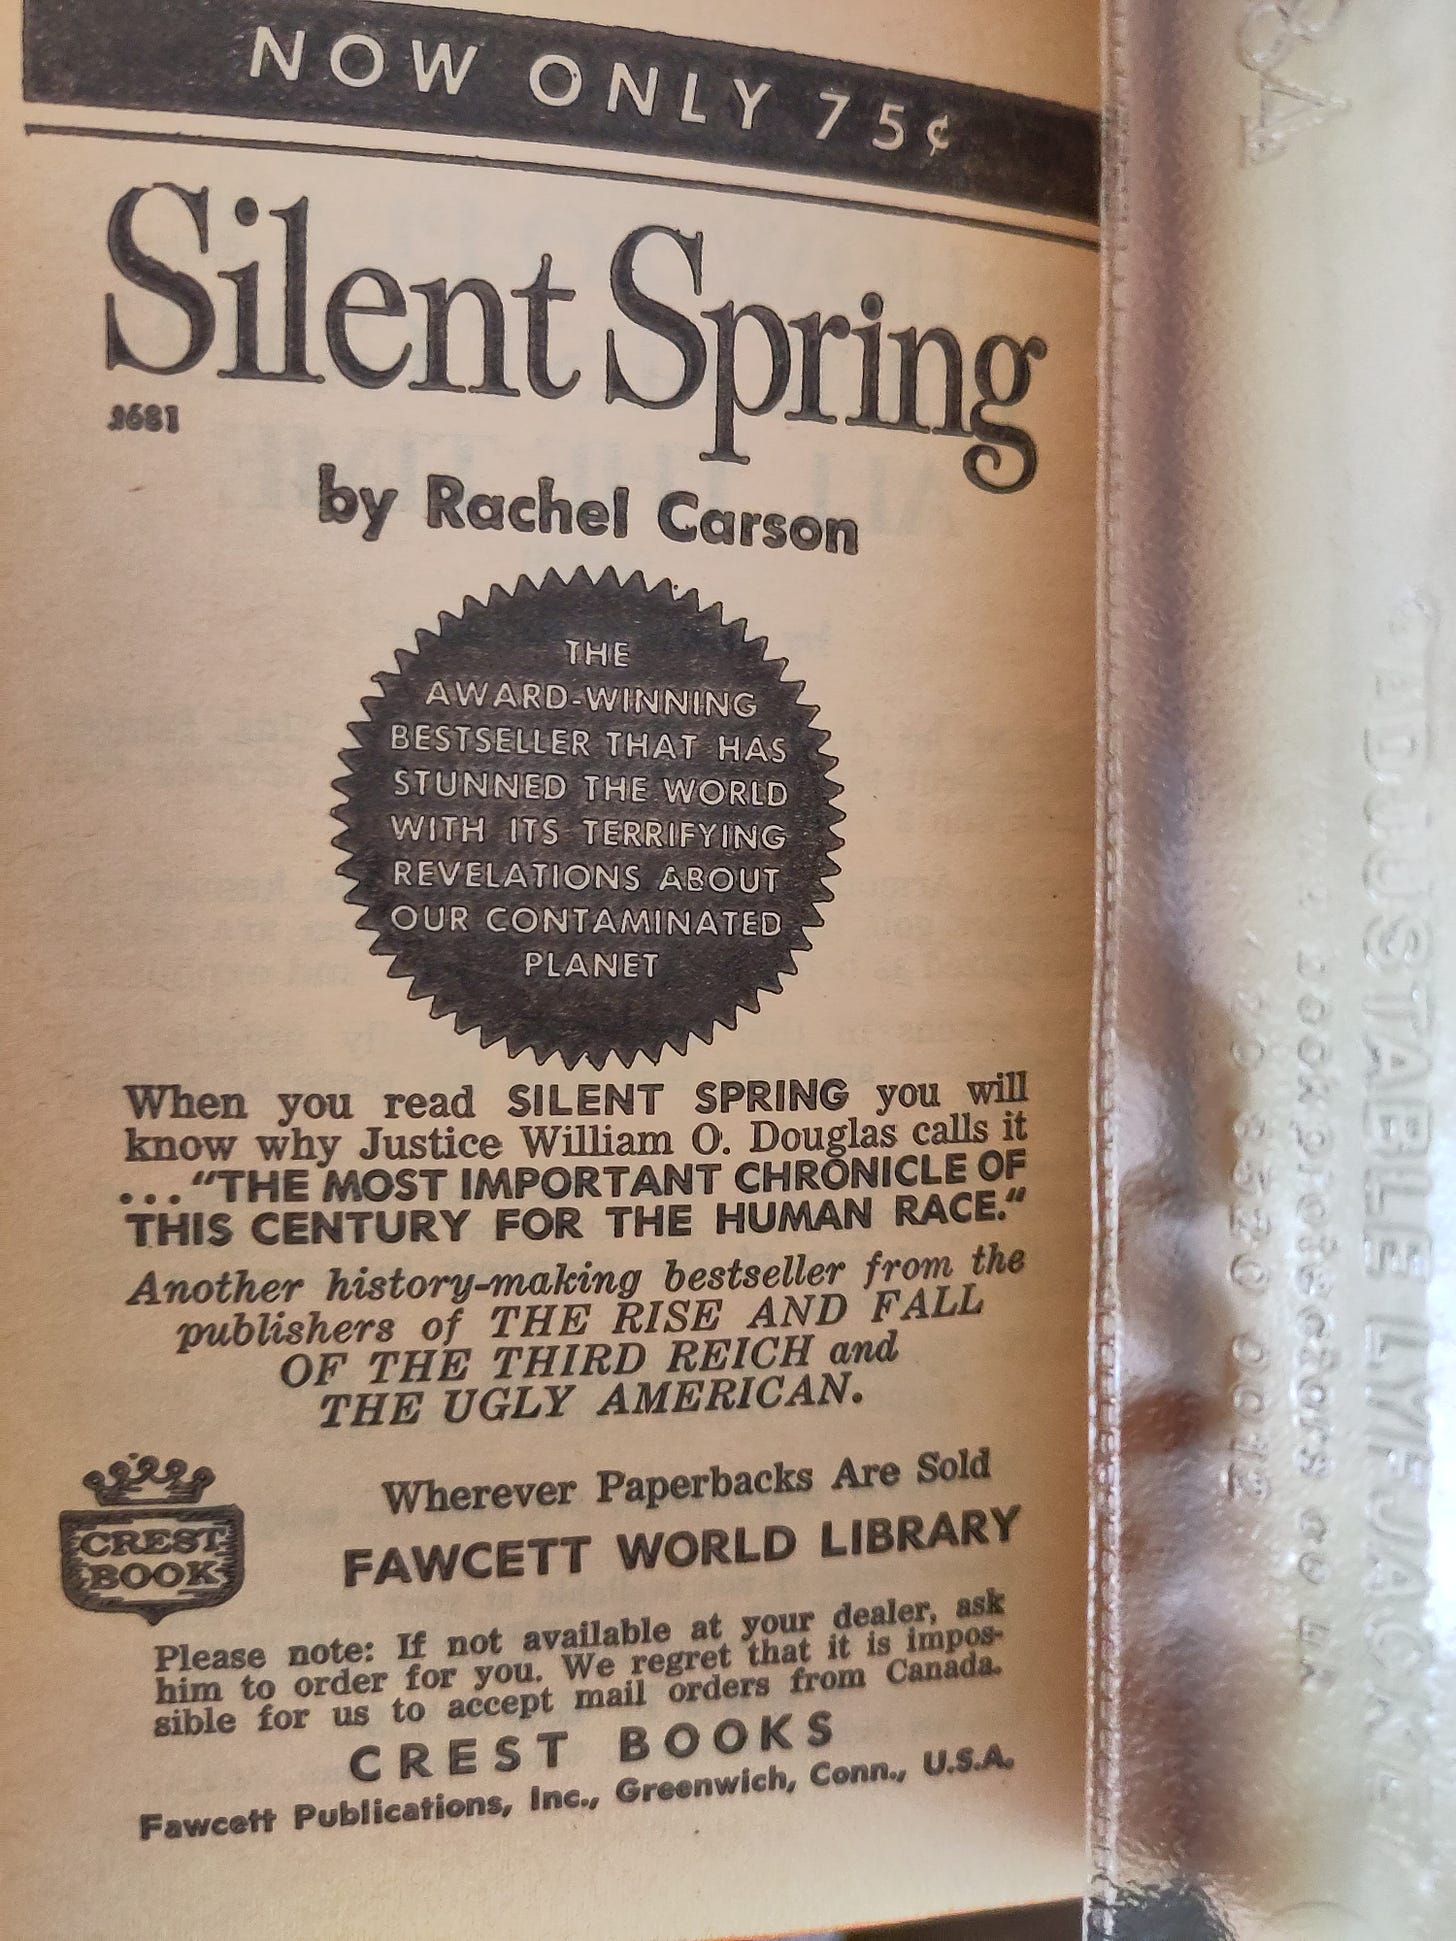 NOW ONLY 75¢
Silent Spring
by Rachel Carson
THE
AWARD-WINNING
BESTSELLER THAT HAS
STUNNED THE WORLD
WITH ITS TERRIFYING
REVELATIONS ABOUT
OUR CONTAMINATED
PLANET
When you read SILENT SPRING you will
know why Justice William O. Douglas calls it
..."THE MOST IMPORTANT CHRONICLE OF
THIS CENTURY FOR THE HUMAN RACE."
Another history-making bestseller from the
publishers of THE RISE AND FALL
OF THE THIRD REICH and
THE UGLY AMERICAN.
CREST
BOOK
Wherever Paperbacks Are Sold
FAWCETT WORLD LIBRARY
Please note: If not available at your dealer, ask
him to order for you. We regret that it is impos-
sible for us to accept mail orders from Canada.
CREST BOOKS
Fawcett Publications, Inc., Greenwich, Conn., U.S.A.
ADJUSTABLE LYFJACKET